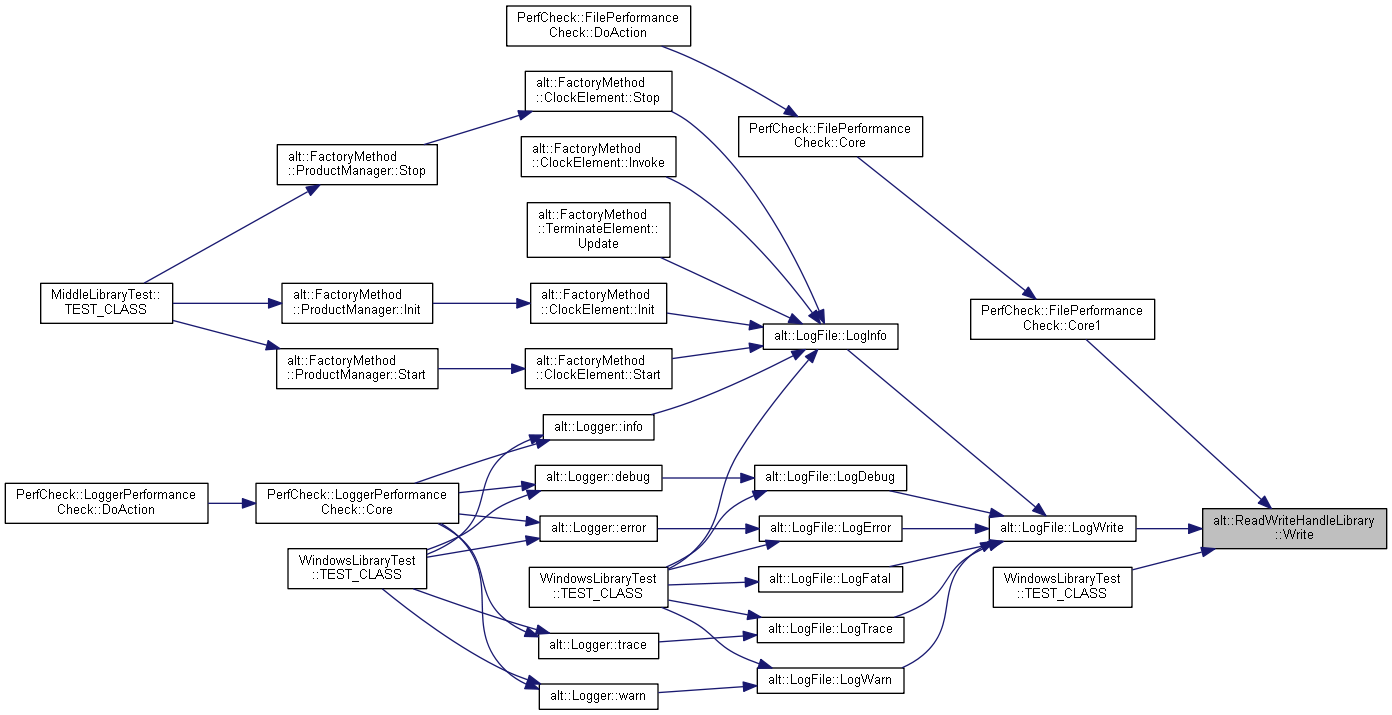 PerfCheck::FilePerformance
Check::DoAction
alt::FactoryMethod
::ClockElement::Stop
PerfCheck::FilePerformance
Check::Core
alt::FactoryMethod
::ClockElement::Invoke
alt::FactoryMethod
::ProductManager::Stop
alt::FactoryMethod
::TerminateElement::
Update
MiddleLibraryTest::
TEST_CLASS
alt::FactoryMethod
::ProductManager::Init
alt::FactoryMethod
::ClockElement::Init
PerfCheck::FilePerformance
Check::Core1
alt::LogFile::LogInfo
alt::FactoryMethod
::ProductManager::Start
alt::FactoryMethod
::ClockElement::Start
alt::Logger::info
alt::Logger::debug
alt::LogFile::LogDebug
PerfCheck::LoggerPerformance
Check::DoAction
PerfCheck::LoggerPerformance
Check::Core
alt::Logger::error
alt::LogFile::LogError
alt::LogFile::LogWrite
alt::ReadWriteHandleLibrary
::Write
WindowsLibraryTest
::TEST_CLASS
WindowsLibraryTest
::TEST_CLASS
alt::LogFile::LogFatal
WindowsLibraryTest
::TEST_CLASS
alt::Logger::trace
alt::LogFile::LogTrace
alt::Logger::warn
alt::LogFile::LogWarn